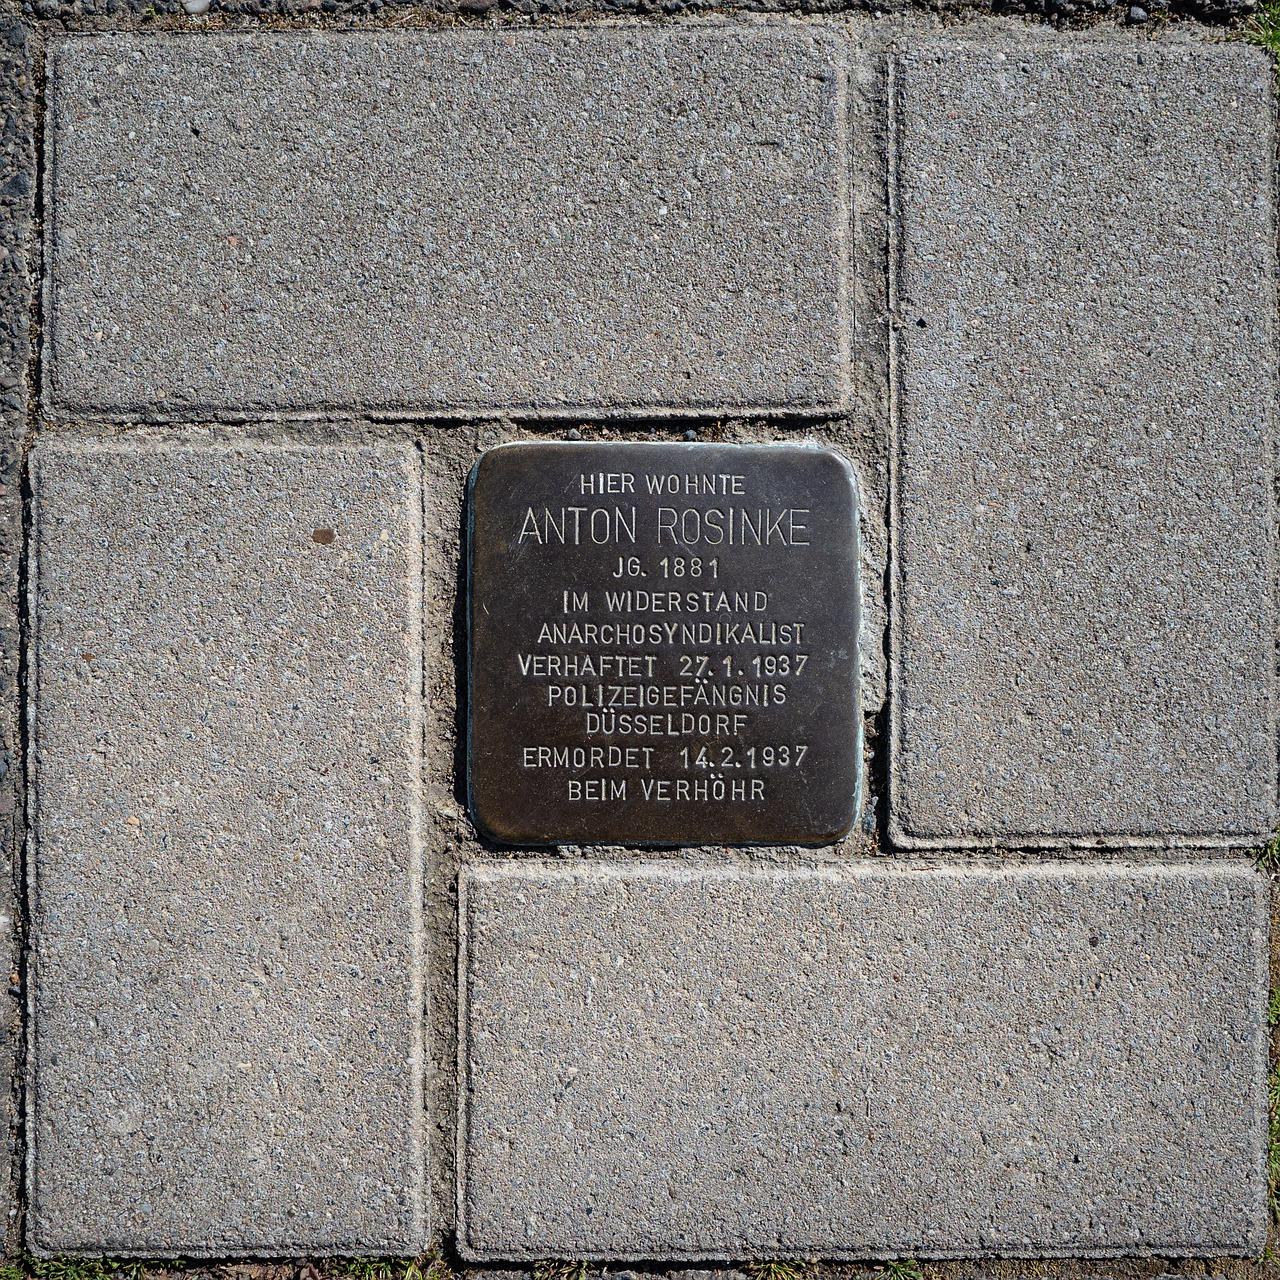 HIER WOHNTE
ANTON ROSINKE
JG. 1881
IM WIDERSTAND
ANARCHOSYNDIKALIST
VERHAFTET 27.1.1937
POLIZEIGEFÄNGNIS
DÜSSELDORF
ERMORDET 14.2.1937
BEIM VERHÖHR